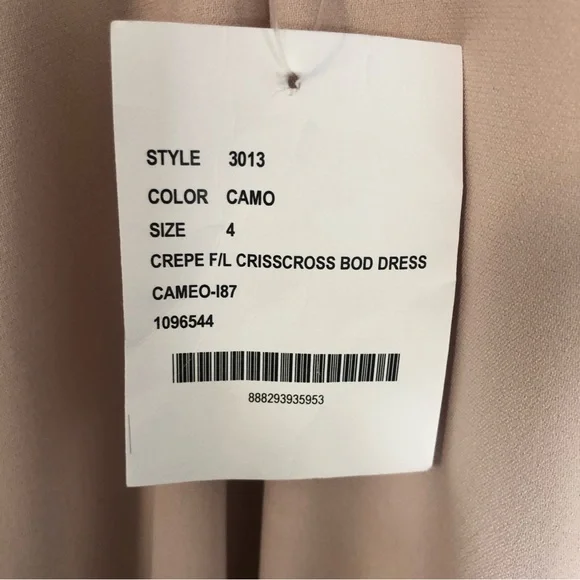 STYLE 3013
COLOR CAMO
SIZE 4
CREPE F/L CRISSCROSS BOD DRESS
CAMEO-I87
1096544
888293935953